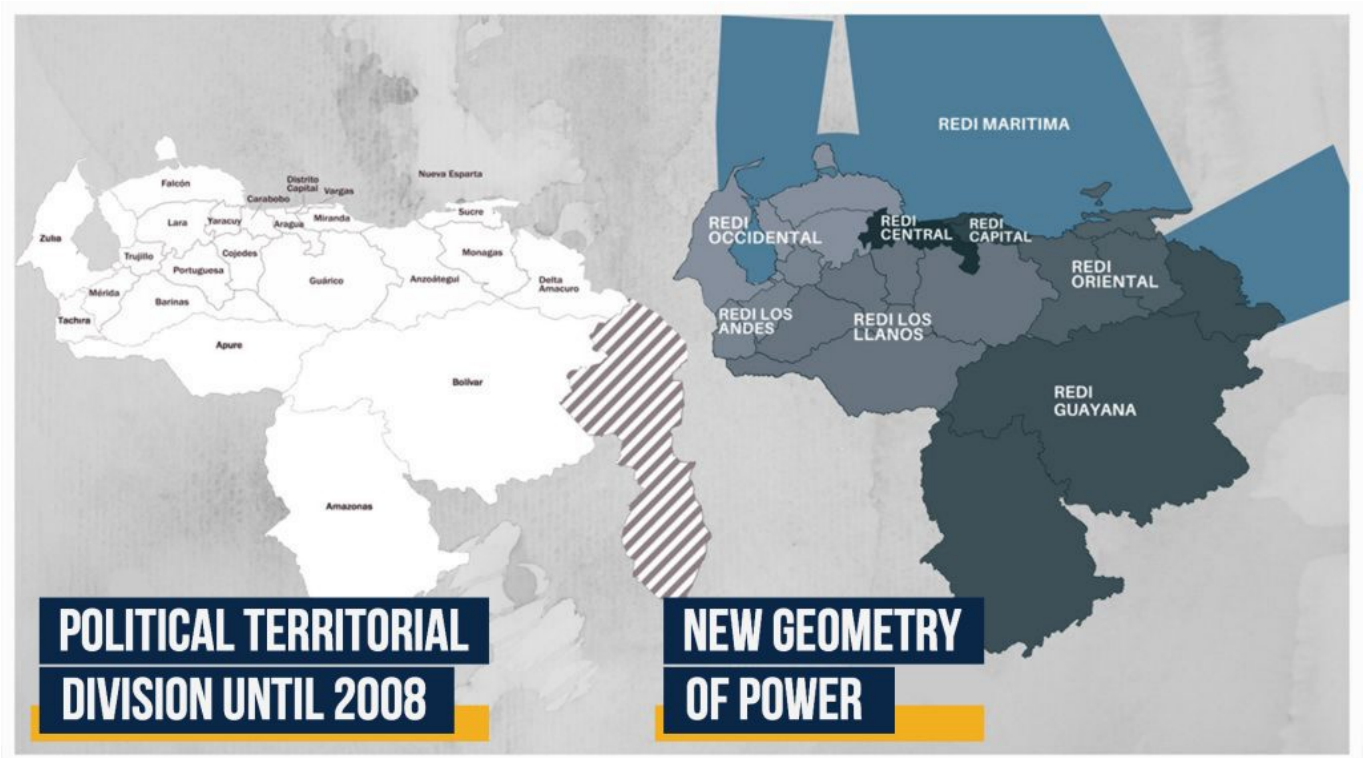 Falcón
Distrito
Capital
Vargas
Carabobo
Nueva Esparta
Lara
Yaracuy
Aragua
Miranda
Sucre
Zulia
Trujillo
Cojedes
Monagas
Portuguesa
Guárico
Anzoátegui
Delta
Amacuro
Mérida
Barinas
Tachira
Apure
Bolívar
Amazonas
POLITICAL TERRITORIAL
DIVISION UNTIL 2008
REDI MARITIMA
REDI
OCCIDENTAL
REDI
CENTRAL
REDI
CAPITAL
REDI
ORIENTAL
REDI LOS
ANDES
REDI LOS
LLANOS
REDI
GUAYANA
NEW GEOMETRY
OF POWER